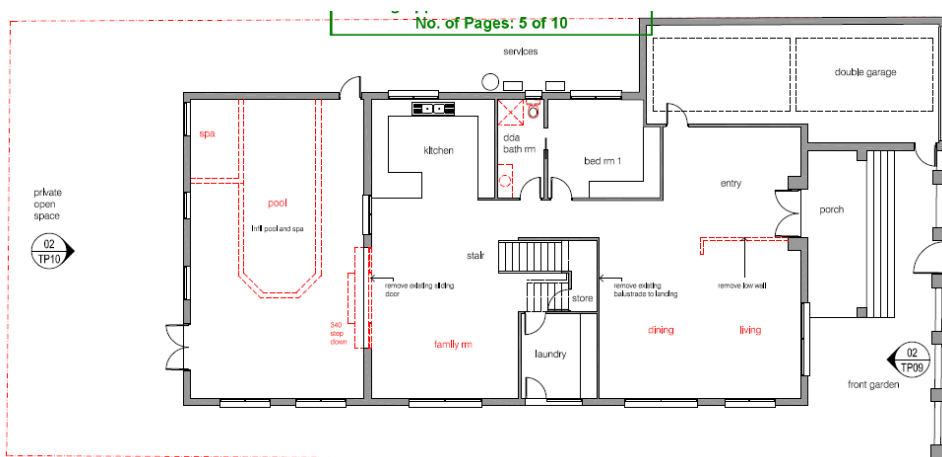 No. of Pages: 5 of 10
services
double garage
spa
kitchen
dda
bath rm
bed rm 1
entry
private
open
space
pool
Infil pool and spa
porch
02
TP10
stair
remove existing sliding
door
store
remove existing
balustrade to landing
remove low wall
340
step
down
family rm
laundry
dining
living
02
TP09
front garden